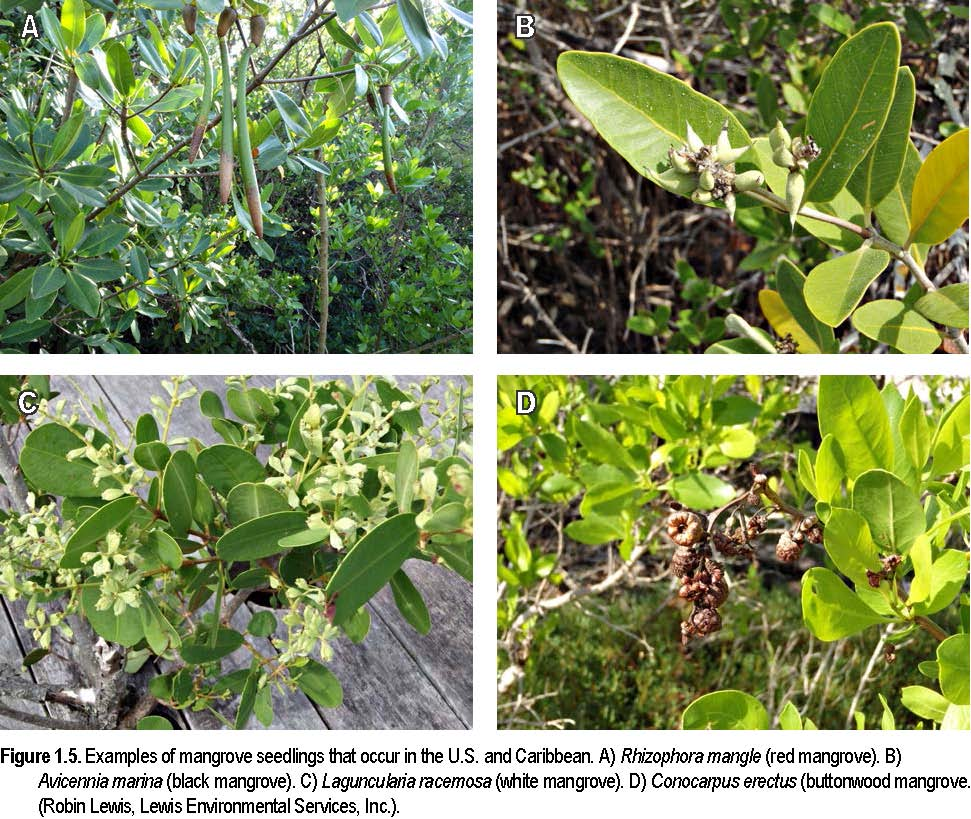 A
B
C
D
Figure 1.5. Examples of mangrove seedlings that occur in the U.S. and Caribbean. A) Rhizophora mangle (red mangrove). B)
Avicennia marina (black mangrove). C) Laguncularia racemosa (white mangrove). D) Conocarpus erectus (buttonwood mangrove.
(Robin Lewis, Lewis Environmental Services, Inc.).